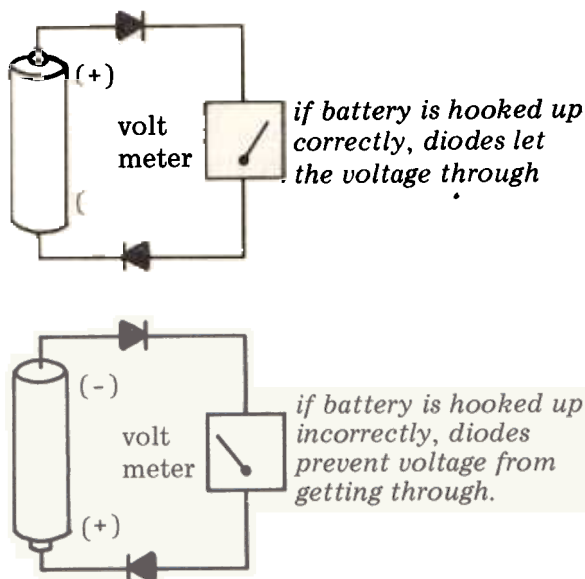 (+)
volt
meter
if battery is hooked up
correctly, diodes let
the voltage through
(
(
(-)
volt
meter
if battery is hooked up
incorrectly, diodes
prevent voltage from
getting through.
(+)